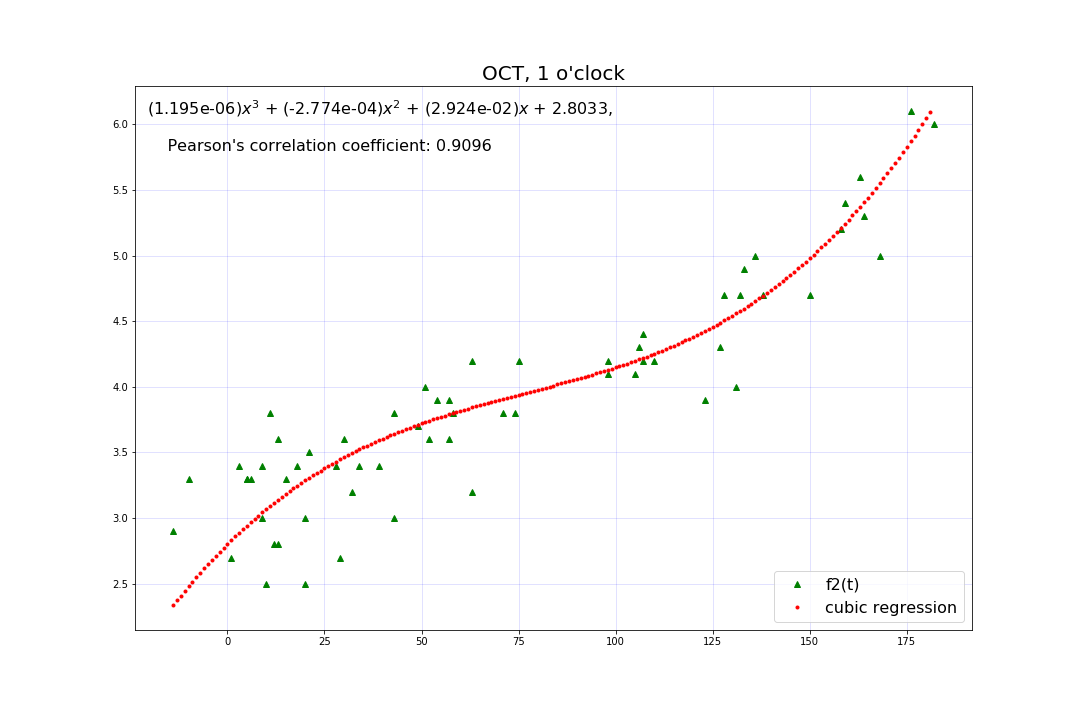 OCT, 1 o'clock
(1.195e-06)x³ + (-2.774e-04)x² + (2.924e-02)x + 2.8033,
Pearson's correlation coefficient: 0.9096
6.0
5.5
5.0
4.5
4.0
3.5
3.0
2.5
f2(t)
cubic regression
0 25 50 75 100 125 150 175